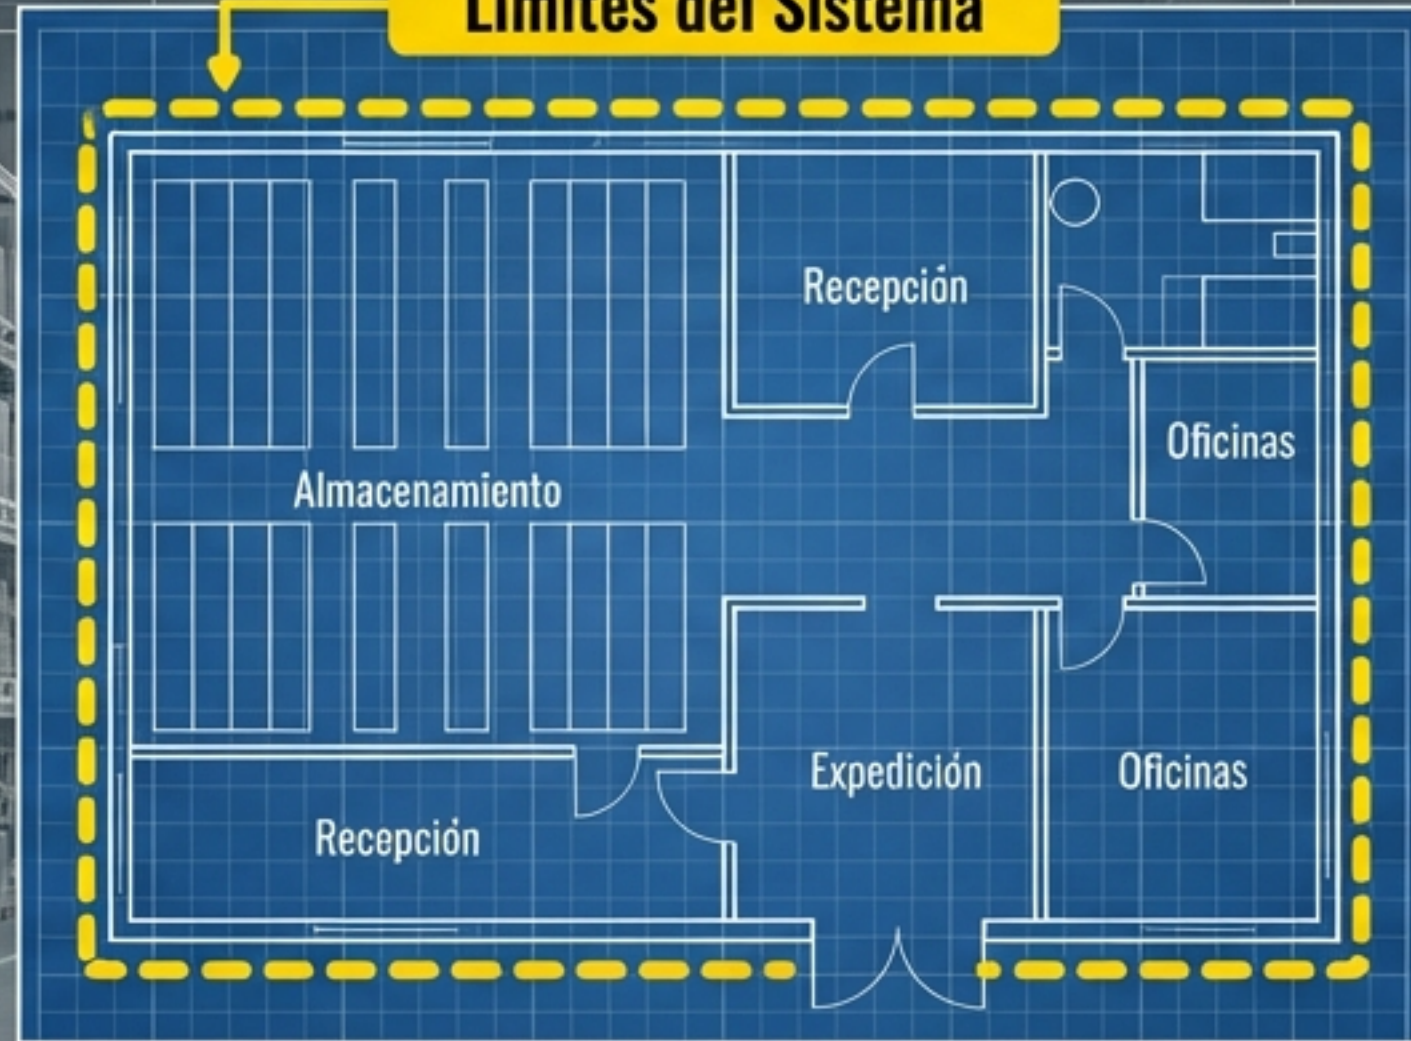 Límites del Sistema
Recepción
Oficinas
Almacenamiento
Expedición
Oficinas
Recepción